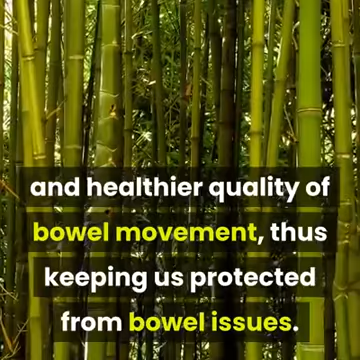 and healthier quality of
bowel movement, thus
keeping us protected
from bowel issues.